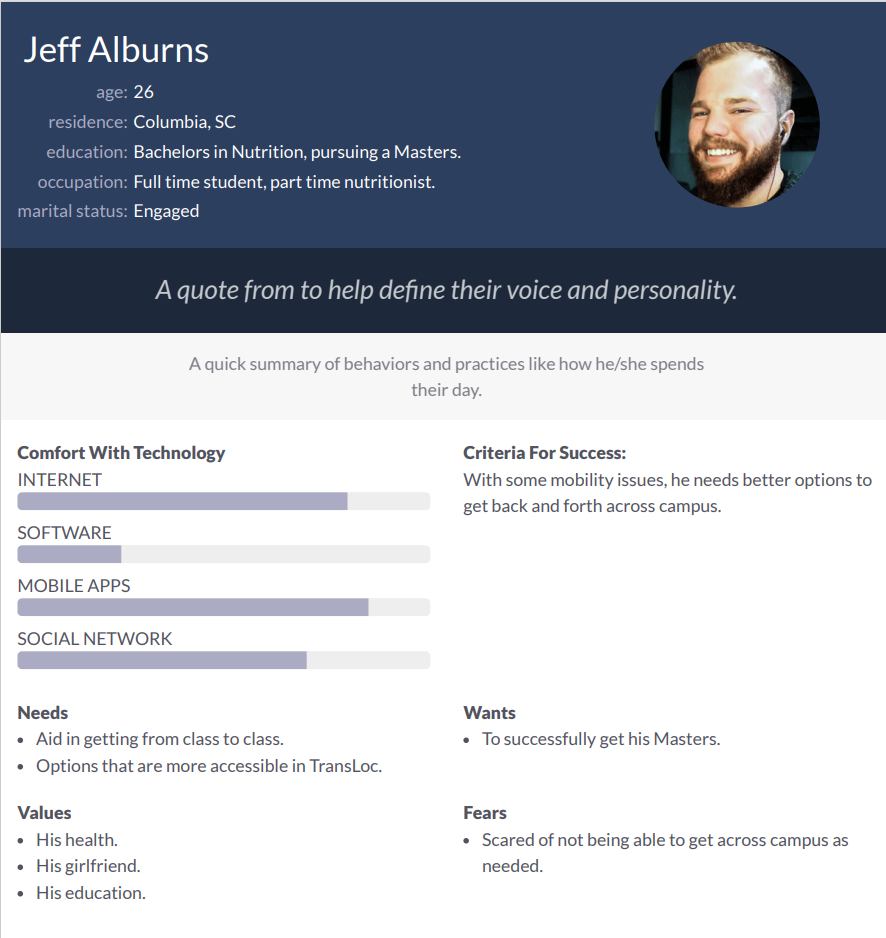 Jeff Alburns
age: 26
residence: Columbia, SC
education: Bachelors in Nutrition, pursuing a Masters.
occupation: Full time student, part time nutritionist.
marital status: Engaged
A quote from to help define their voice and personality.
A quick summary of behaviors and practices like how he/she spends
their day.
Comfort With Technology
INTERNET
SOFTWARE
MOBILE APPS
SOCIAL NETWORK
Criteria For Success:
With some mobility issues, he needs better options to
get back and forth across campus.
Needs
• Aid in getting from class to class.
• Options that are more accessible in TransLoc.
Wants
• To successfully get his Masters.
Values
• His health.
• His girlfriend.
• His education.
Fears
• Scared of not being able to get across campus as
needed.